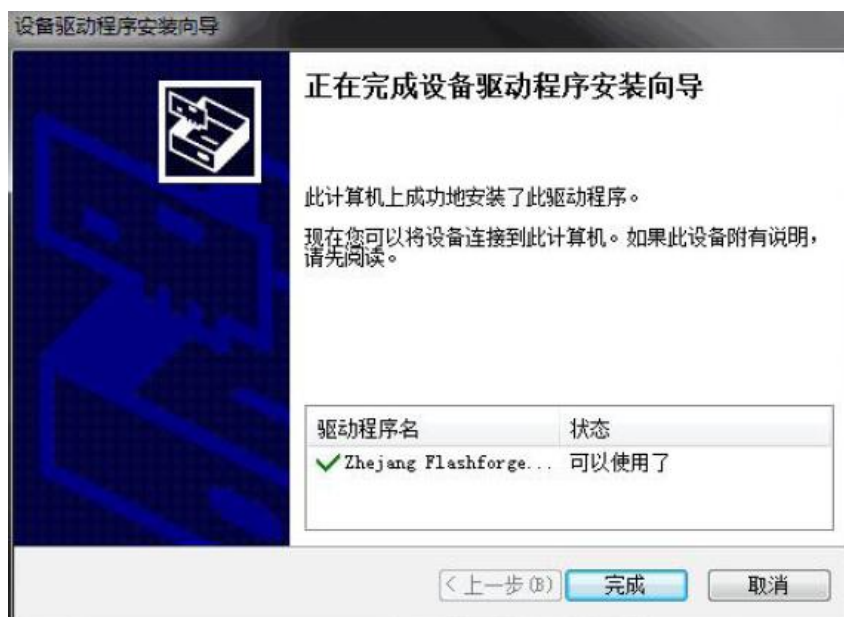 设备驱动程序安装向导
正在完成设备驱动程序安装向导
此计算机上成功地安装了此驱动程序。
现在您可以将设备连接到此计算机。如果此设备附有说明,
请先阅读。
驱动程序名 状态
Zhejang Flashforge... 可以使用了
<上一步(B) 完成 取消